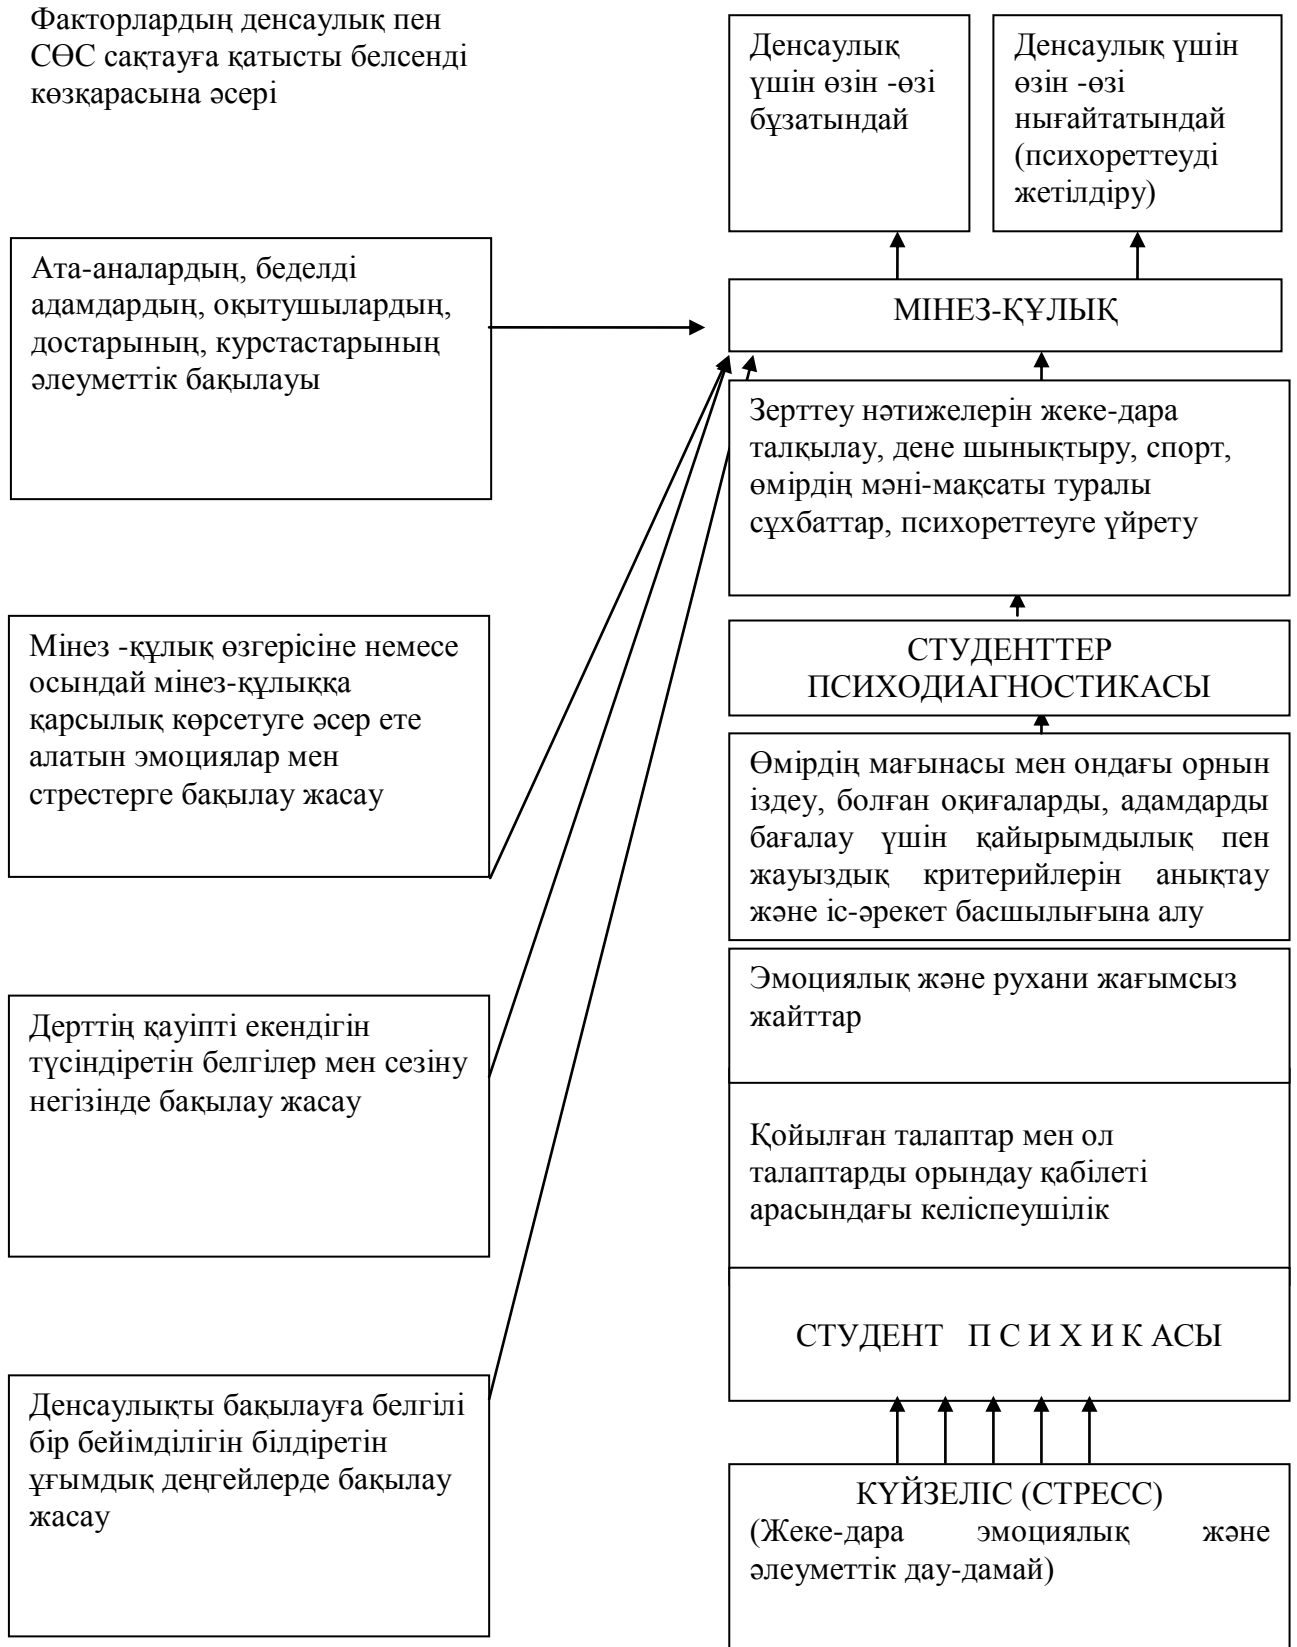 Факторлардың денсаулық пен
СӨС сақтауға қатысты белсенді
көзқарасына әсері
Денсаулық
үшін өзін -өзі
бұзатындай
Денсаулық үшін
өзін -өзі
нығайтатындай
(психореттеуді
жетілдіру)
Ата-аналардың, беделді
адамдардың, оқытушылардың,
достарының, курстастарының
әлеуметтік бақылауы
МІНЕЗ-ҚҰЛЫҚ
Зерттеу нәтижелерін жеке-дара
талқылау, дене шынықтыру, спорт,
өмірдің мәні-мақсаты туралы
сұхбаттар, психореттеуге үйрету
Мінез -құлық өзгерісіне немесе
осындай мінез-құлыққа
қарсылық көрсетуге әсер ете
алатын эмоциялар мен
стрестерге бақылау жасау
СТУДЕНТТЕР
ПСИХОДИАГНОСТИКАСЫ
Өмірдің мағынасы мен ондағы орнын
іздеу, болған оқиғаларды, адамдарды
бағалау үшін қайырымдылық пен
жауыздық критерийлерін анықтау
және іс-әрекет басшылығына алу
Эмоциялық және рухани жағымсыз
жайттар
Дерттің қауіпті екендігін
түсіндіретін белгілер мен сезіну
негізінде бақылау жасау
Қойылған талаптар мен ол
талаптарды орындау қабілеті
арасындағы келіспеушілік
СТУДЕНТ П С И Х И К АСЫ
Денсаулықты бақылауға белгілі
бір бейімділігін білдіретін
ұғымдық деңгейлерде бақылау
жасау
КҮЙЗЕЛІС (СТРЕСС)
(Жеке-дара эмоциялық және
әлеуметтік дау-дамай)